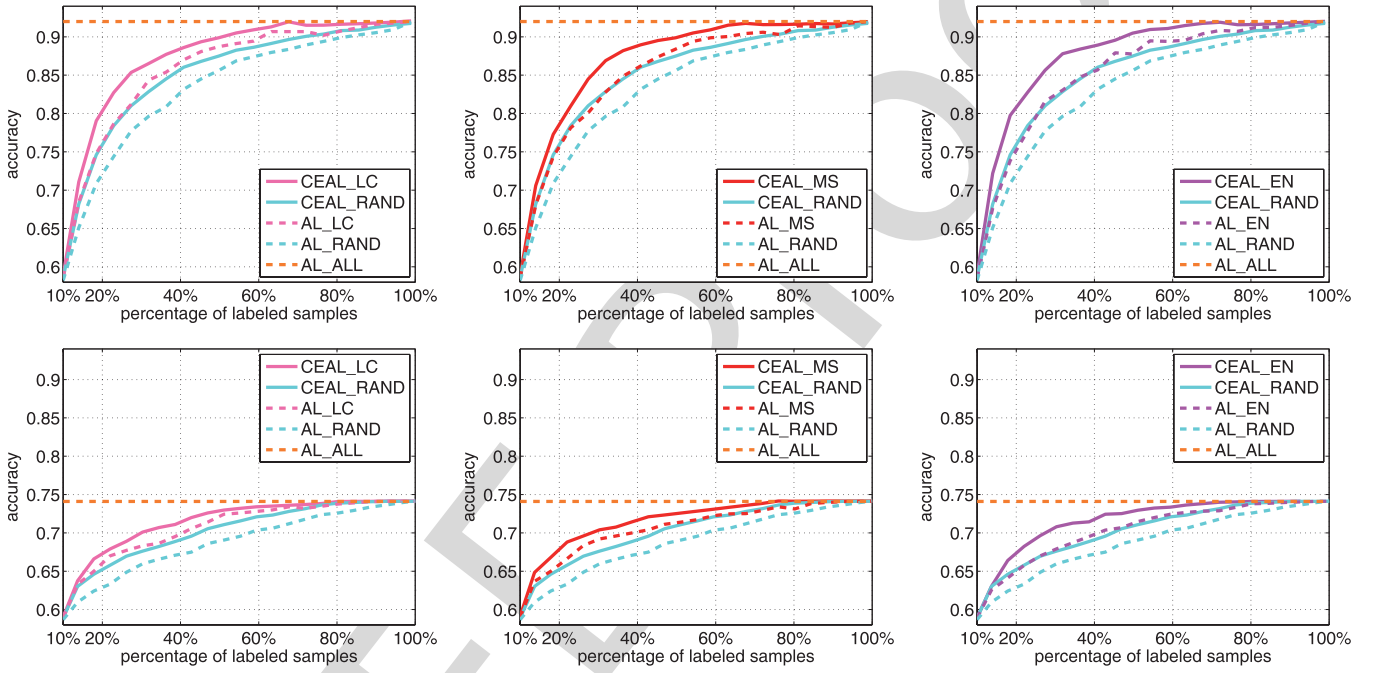 0.9
0.85
0.8
0.75
0.7
0.65
0.6
accuracy
CEAL_LC
CEAL_RAND
AL_LC
AL_RAND
AL_ALL
10% 20% 40% 60% 80% 100%
percentage of labeled samples
0.9
0.85
0.8
0.75
0.7
0.65
0.6
accuracy
CEAL_MS
CEAL_RAND
AL_MS
AL_RAND
AL_ALL
10% 20% 40% 60% 80% 100%
percentage of labeled samples
0.9
0.85
0.8
0.75
0.7
0.65
0.6
accuracy
CEAL_EN
CEAL_RAND
AL_EN
AL_RAND
AL_ALL
10% 20% 40% 60% 80% 100%
percentage of labeled samples
0.9
0.85
0.8
0.75
0.7
0.65
0.6
accuracy
CEAL_LC
CEAL_RAND
AL_LC
AL_RAND
AL_ALL
10% 20% 40% 60% 80% 100%
percentage of labeled samples
0.9
0.85
0.8
0.75
0.7
0.65
0.6
accuracy
CEAL_MS
CEAL_RAND
AL_MS
AL_RAND
AL_ALL
10% 20% 40% 60% 80% 100%
percentage of labeled samples
0.9
0.85
0.8
0.75
0.7
0.65
0.6
accuracy
CEAL_EN
CEAL_RAND
AL_EN
AL_RAND
AL_ALL
10% 20% 40% 60% 80% 100%
percentage of labeled samples